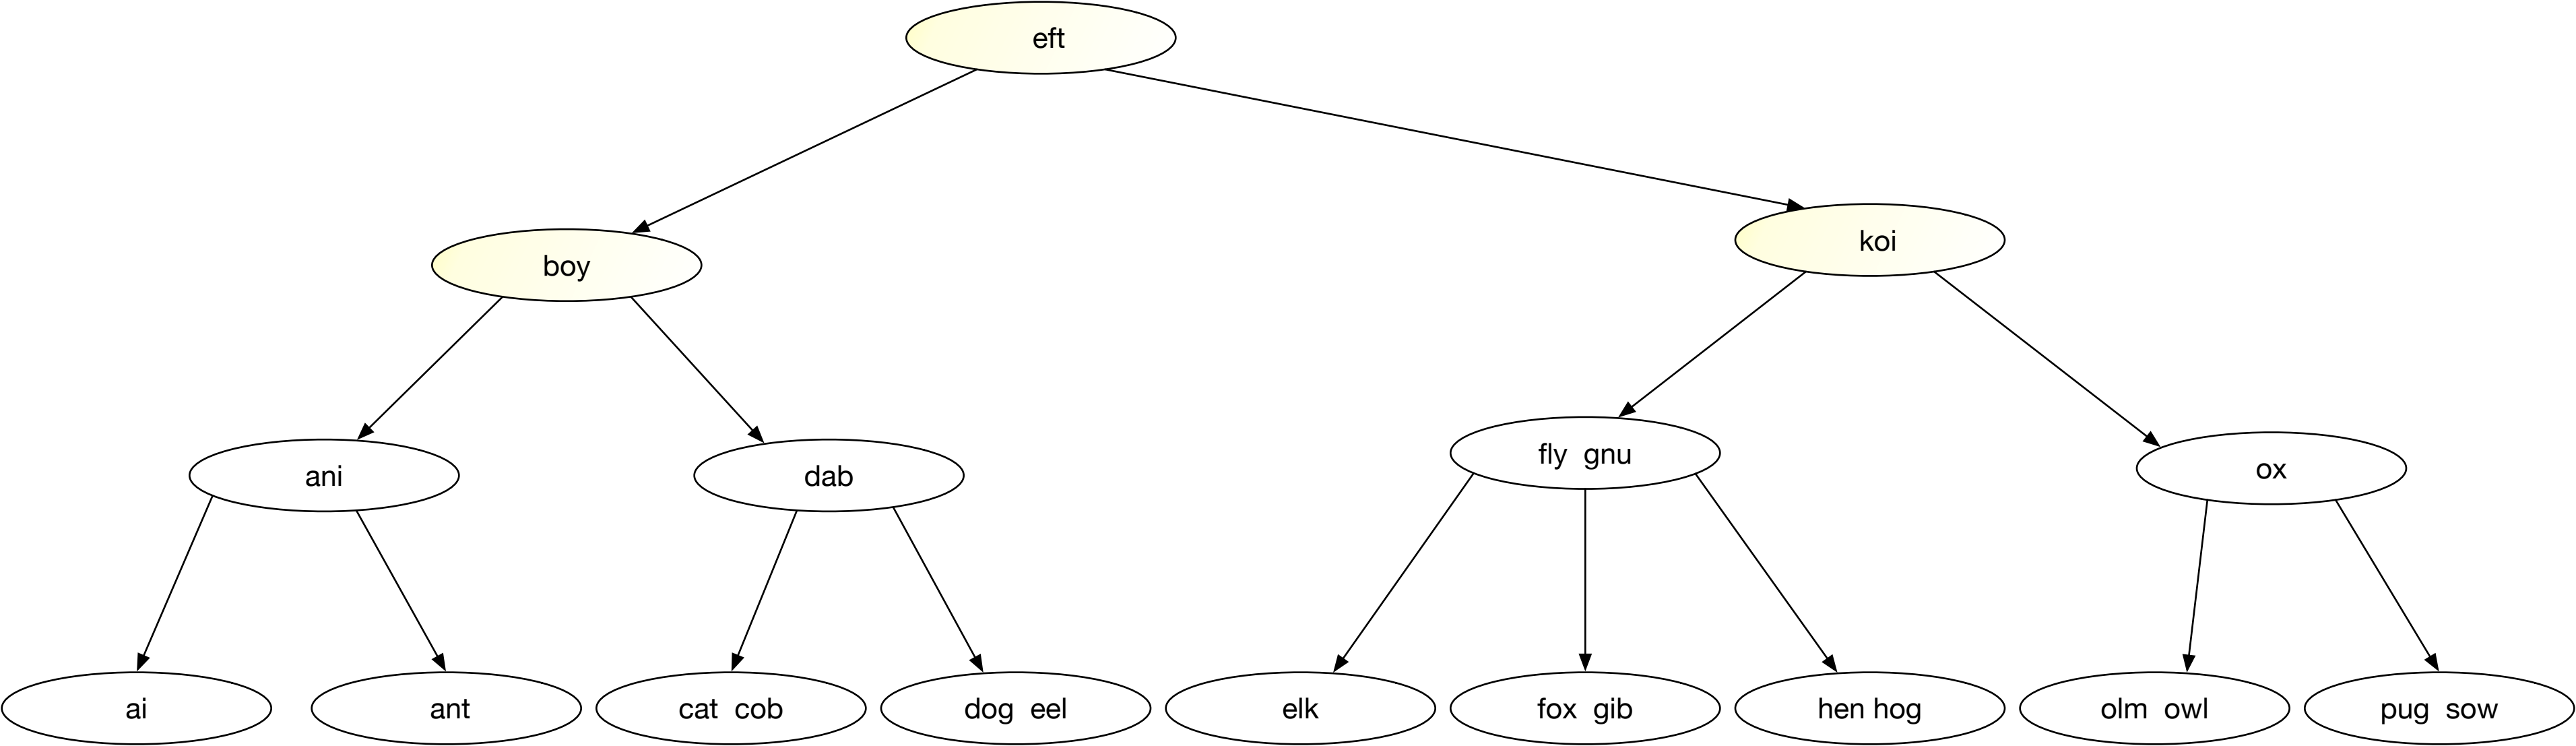 eft
boy
koi
ani
dab
fly gnu
ox
ai
ant
cat cob
dog eel
elk
fox gib
hen hog
olm owl
pug sow